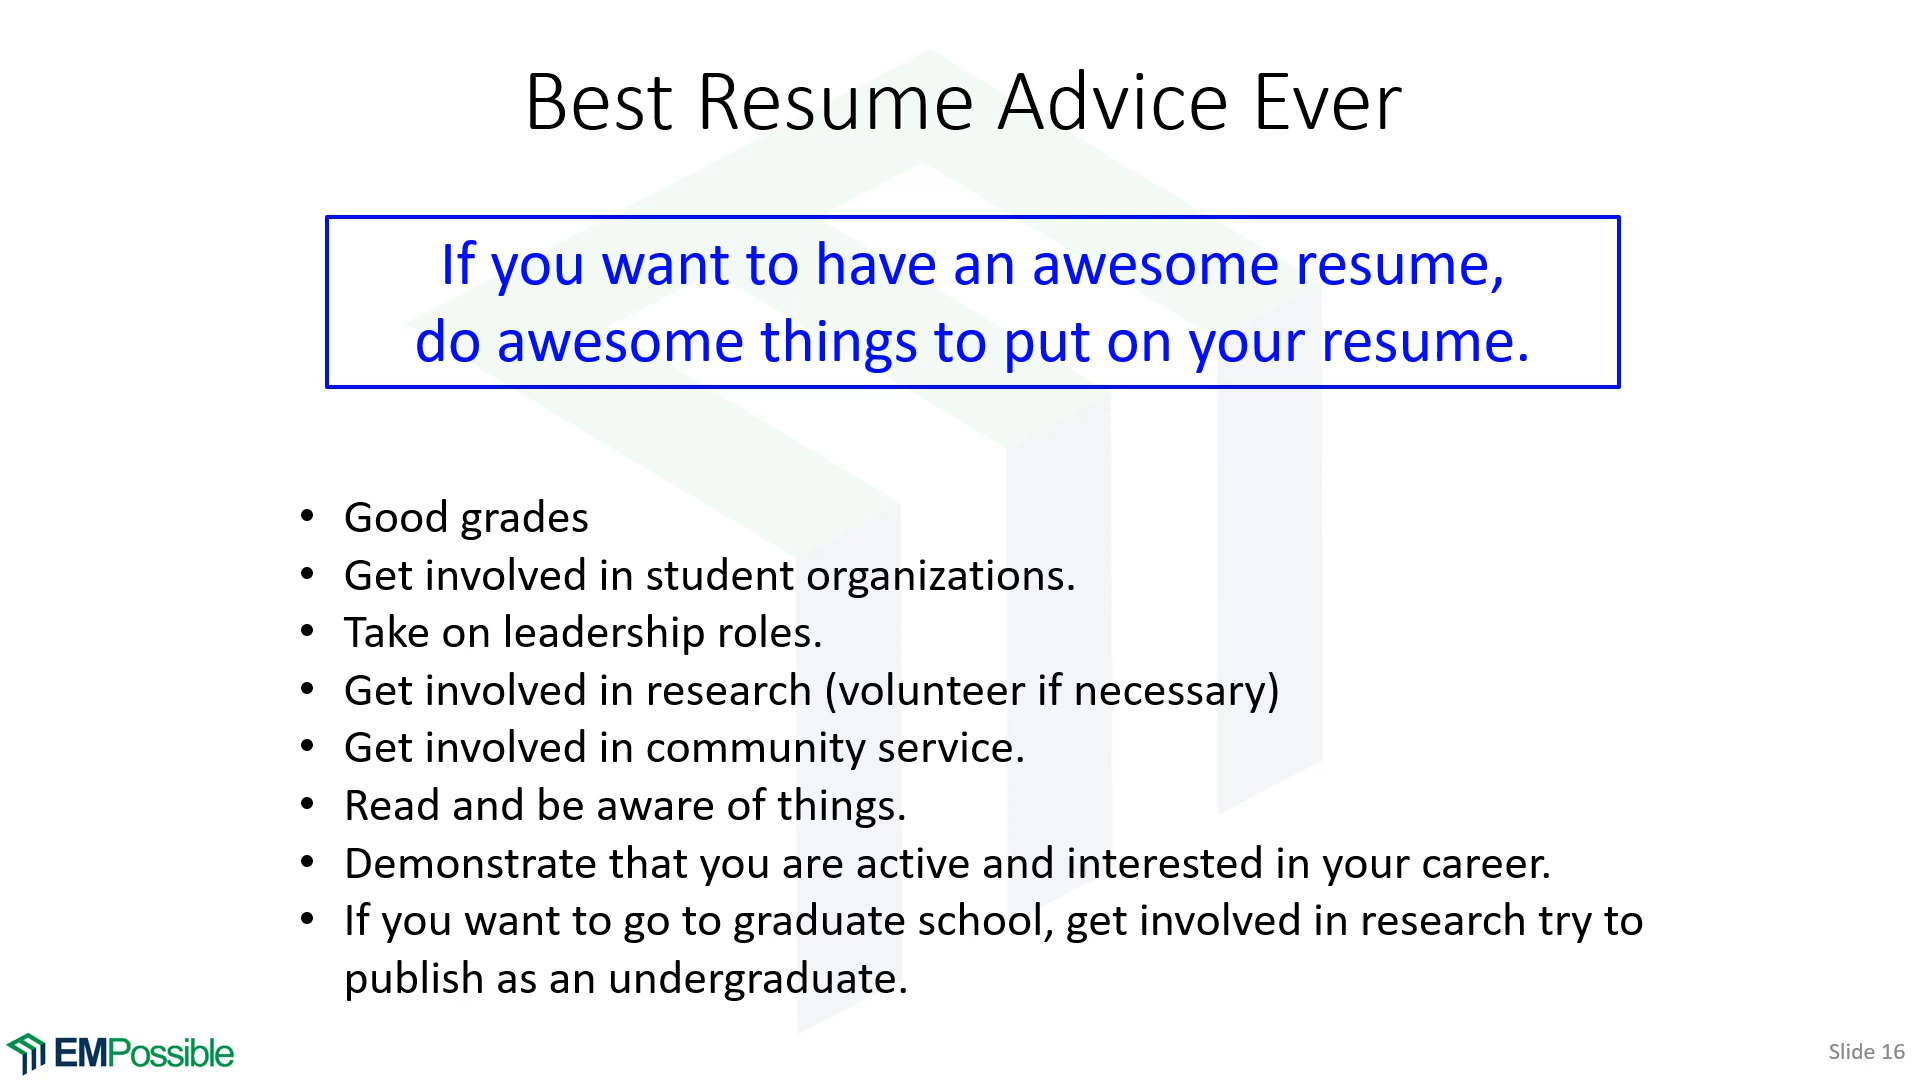 Best Resume Advice Ever
If you want to have an awesome resume,
do awesome things to put on your resume.
• Good grades
• Get involved in student organizations.
• Take on leadership roles.
• Get involved in research (volunteer if necessary)
• Get involved in community service.
• Read and be aware of things.
• Demonstrate that you are active and interested in your career.
• If you want to go to graduate school, get involved in research try to
publish as an undergraduate.
EMPossible
Slide 16